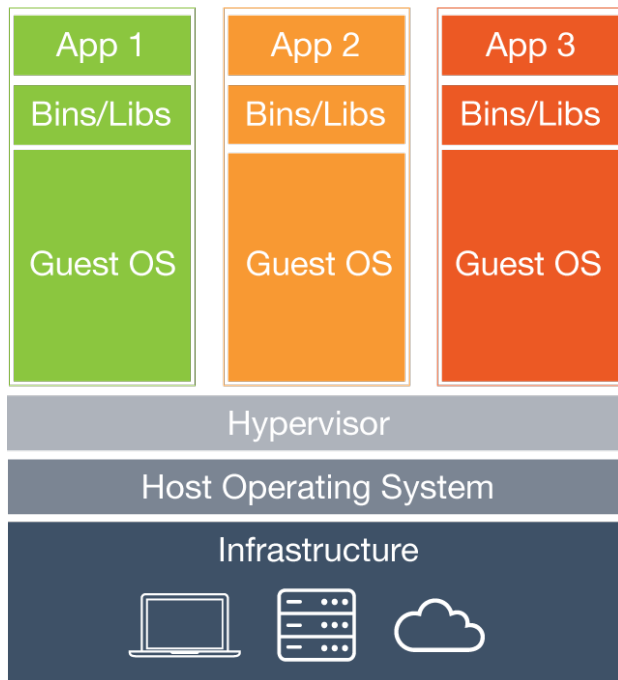 App 1
App 2
App 3
Bins/Libs
Bins/Libs
Bins/Libs
Guest OS
Guest OS
Guest OS
Hypervisor
Host Operating System
Infrastructure